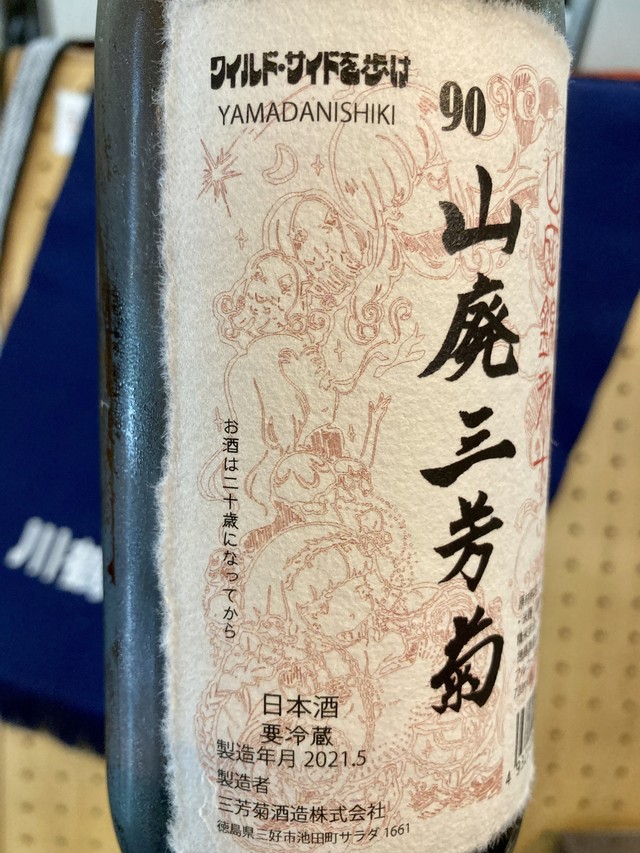 ワイルド・サイドを歩け
YAMADANISHIKI
90
山廃三芳菊
お酒は二十歳になってから
日本酒
要冷蔵
製造年月 2021.5
製造者
三芳菊酒造株式会社
徳島県三好市池田町サラダ 1661
川鶴